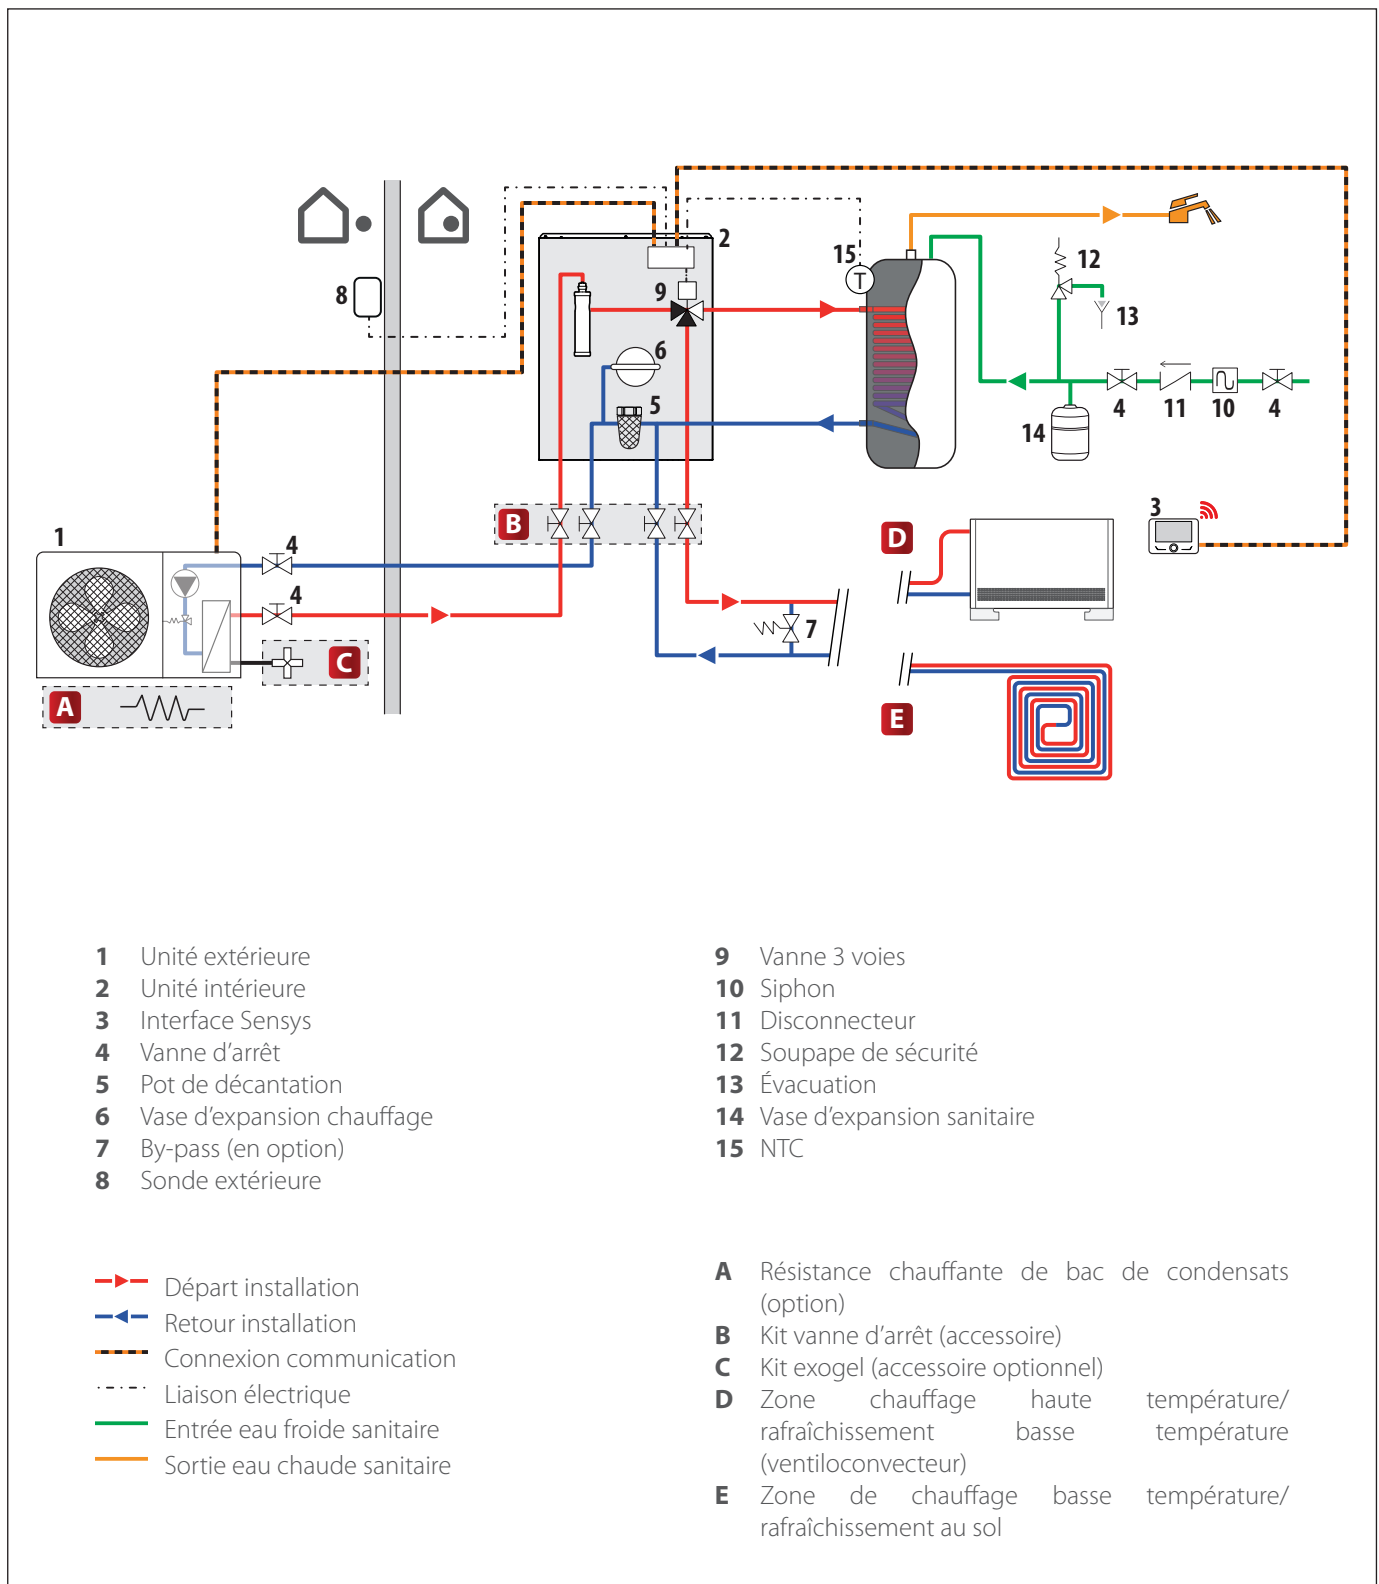 2
15
12
9
8
13
6
5
4
11
10
4
14
3
B
1
4
D
4
7
C
A
E
1 Unité extérieure
2 Unité intérieure
3 Interface Sensys
4 Vanne d’arrêt
5 Pot de décantation
6 Vase d’expansion chauffage
7 By-pass (en option)
8 Sonde extérieure
9 Vanne 3 voies
10 Siphon
11 Disconnecteur
12 Soupape de sécurité
13 Évacuation
14 Vase d’expansion sanitaire
15 NTC
Départ installation
Retour installation
Connexion communication
Liaison électrique
Entrée eau froide sanitaire
Sortie eau chaude sanitaire
A Résistance chauffante de bac de condensats
(option)
B Kit vanne d’arrêt (accessoire)
C Kit exogel (accessoire optionnel)
D Zone chauffage haute température/
rafraîchissement basse température
(ventiloconvecteur)
E Zone de chauffage basse température/
rafraîchissement au sol
T